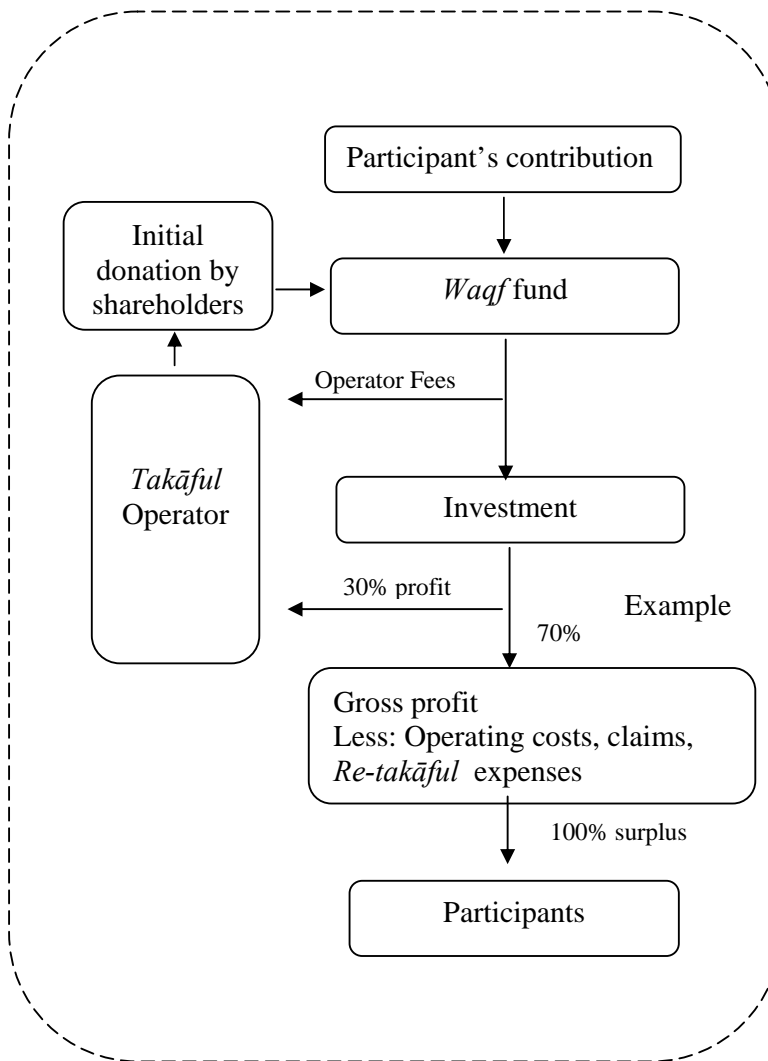 Participant’s contribution
Initial
donation by
shareholders
Waqf fund
Operator Fees
Takāful
Operator
Investment
30% profit
Example
70%
Gross profit
Less: Operating costs, claims,
Re-takāful expenses
100% surplus
Participants